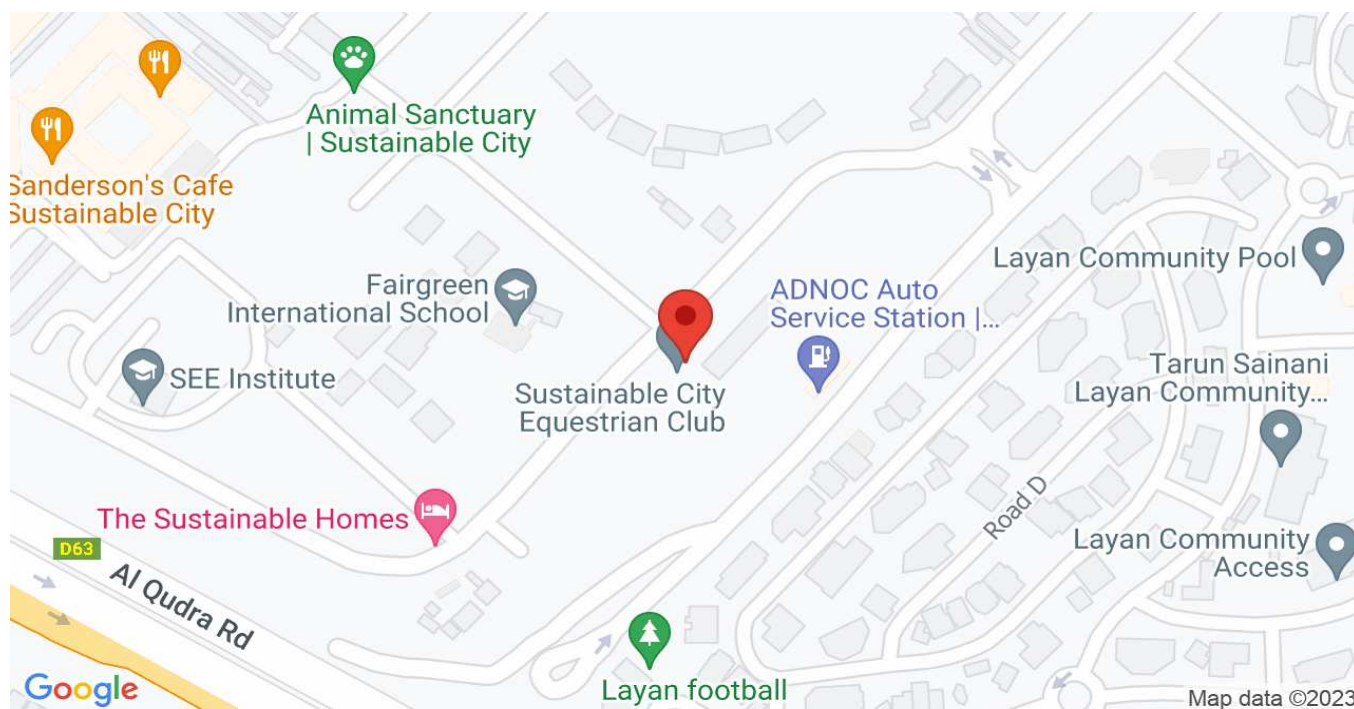 Animal Sanctuary
| Sustainable City
Sanderson's Cafe
Sustainable City
Fairgreen
International School
SEE Institute
Sustainable City
Equestrian Club
ADNOC Auto
Service Station |...
Layan Community Pool
Tarun Sainani
Layan Community...
The Sustainable Homes
D63
Al Qudra Rd
Road D
Layan Community
Access
Layan football
Google
Map data ©2023